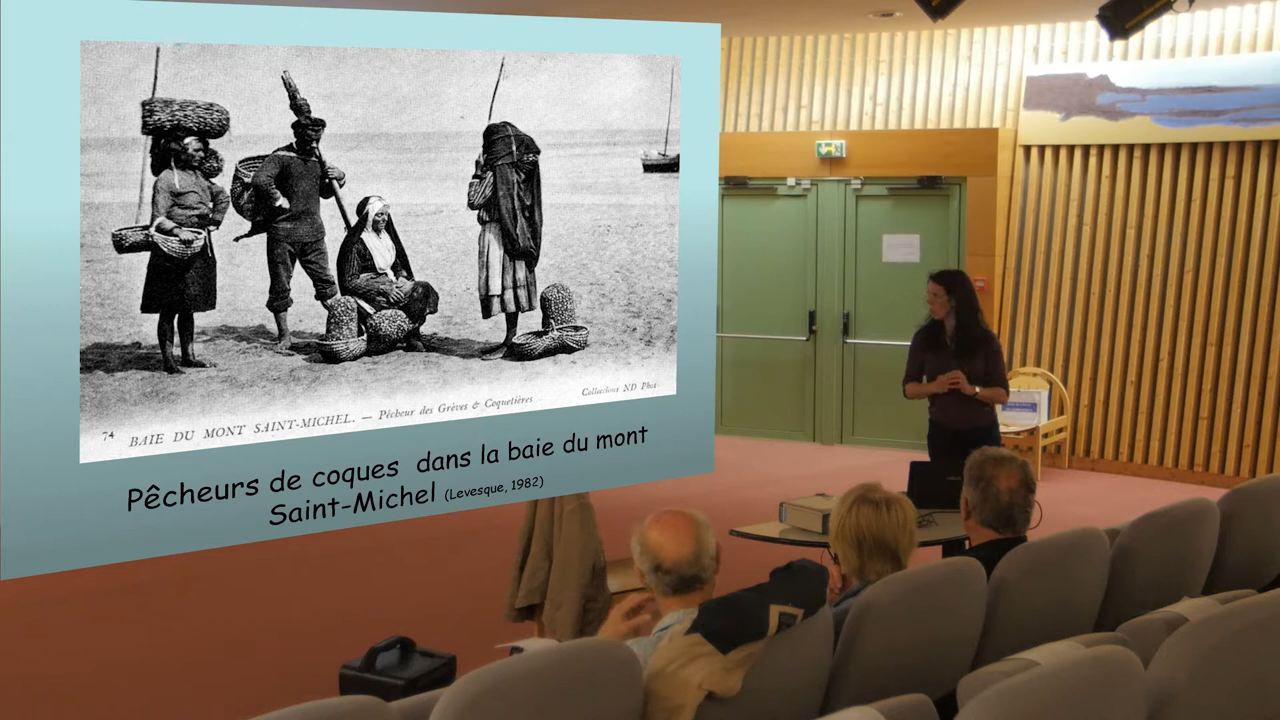 74 BAIE DU MONT SAINT-MICHEL. — Pêcheur des Grèves & Coquetières
Collections ND Phot.
Pêcheurs de coques dans la baie du mont
Saint-Michel (Levesque, 1982)